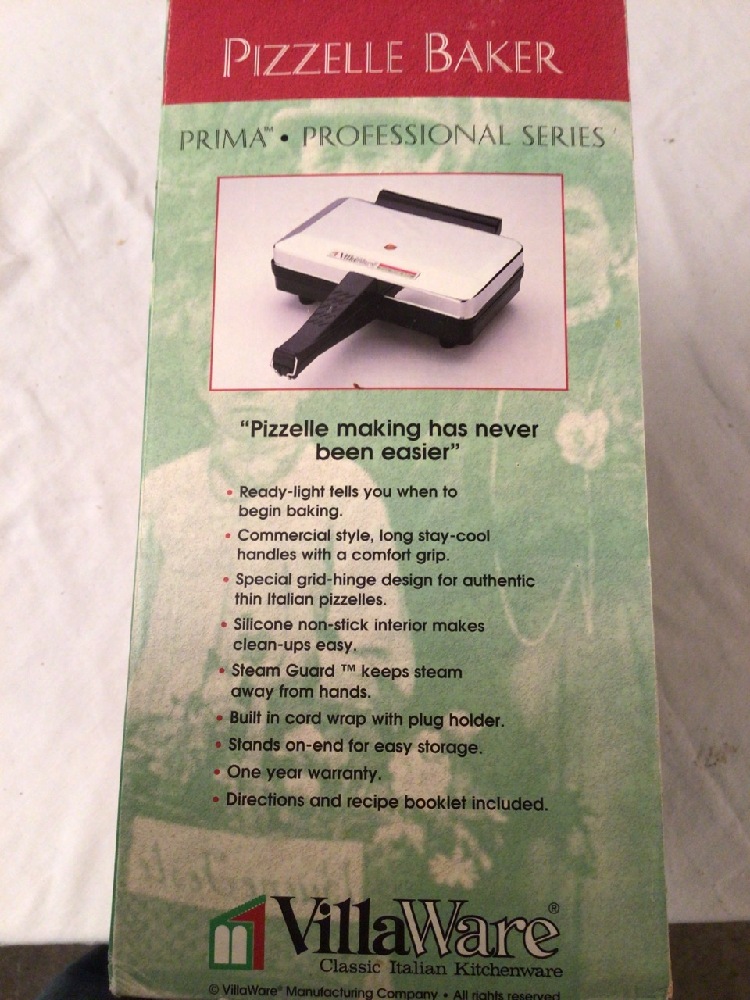 PIZZELLE BAKER
PRIMA™ • PROFESSIONAL SERIES
VillaWare
"Pizzelle making has never
been easier"
• Ready-light tells you when to
begin baking.
• Commercial style, long stay-cool
handles with a comfort grip.
• Special grid-hinge design for authentic
thin Italian pizzelles.
• Silicone non-stick interior makes
clean-ups easy.
• Steam Guard ™ keeps steam
away from hands.
• Built in cord wrap with plug holder.
• Stands on-end for easy storage.
• One year warranty.
• Directions and recipe booklet included.
VillaWare®
Classic Italian Kitchenware
© VillaWare® Manufacturing Company • All rights reserved